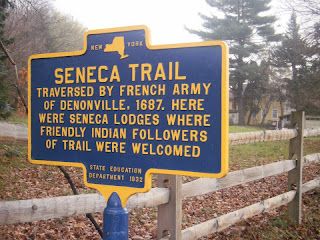 NEW YORK
SENECA TRAIL
TRAVERSED BY FRENCH ARMY
OF DENONVILLE, 1687. HERE
WERE SENECA LODGES WHERE
FRIENDLY INDIAN FOLLOWERS
OF TRAIL WERE WELCOMED
STATE EDUCATION
DEPARTMENT 1932